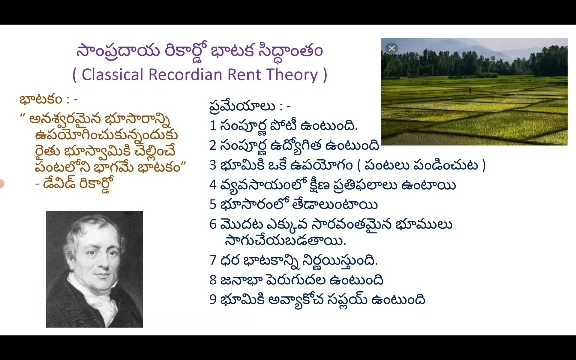 సాంప్రదాయ రికార్డో భాటక సిద్ధాంతం
( Classical Recordian Rent Theory )
భాటకం : -
“ అనశ్వరమైన భూసారాన్ని
ఉపయోగించుకున్నందుకు
రైతు భూస్వామికి చెల్లించే
పంటలోని భాగమే భాటకం”
- డేవిడ్ రికార్డో
ప్రమేయాలు : -
1 సంపూర్ణ పోటీ ఉంటుంది.
2 సంపూర్ణ ఉద్యోగిత ఉంటుంది
3 భూమికి ఒకే ఉపయోగం ( పంటలు పండించుట )
4 వ్యవసాయంలో క్షీణ ప్రతిఫలాలు ఉంటాయి
5 భూసారంలో తేడాలుంటాయి
6 మొదట ఎక్కువ సారవంతమైన భూములు
సాగుచేయబడతాయి.
7 ధర భాటకాన్ని నిర్ణయిస్తుంది.
8 జనాభా పెరుగుదల ఉంటుంది
9 భూమికి అవ్యాకోచ సప్లయ్ ఉంటుంది